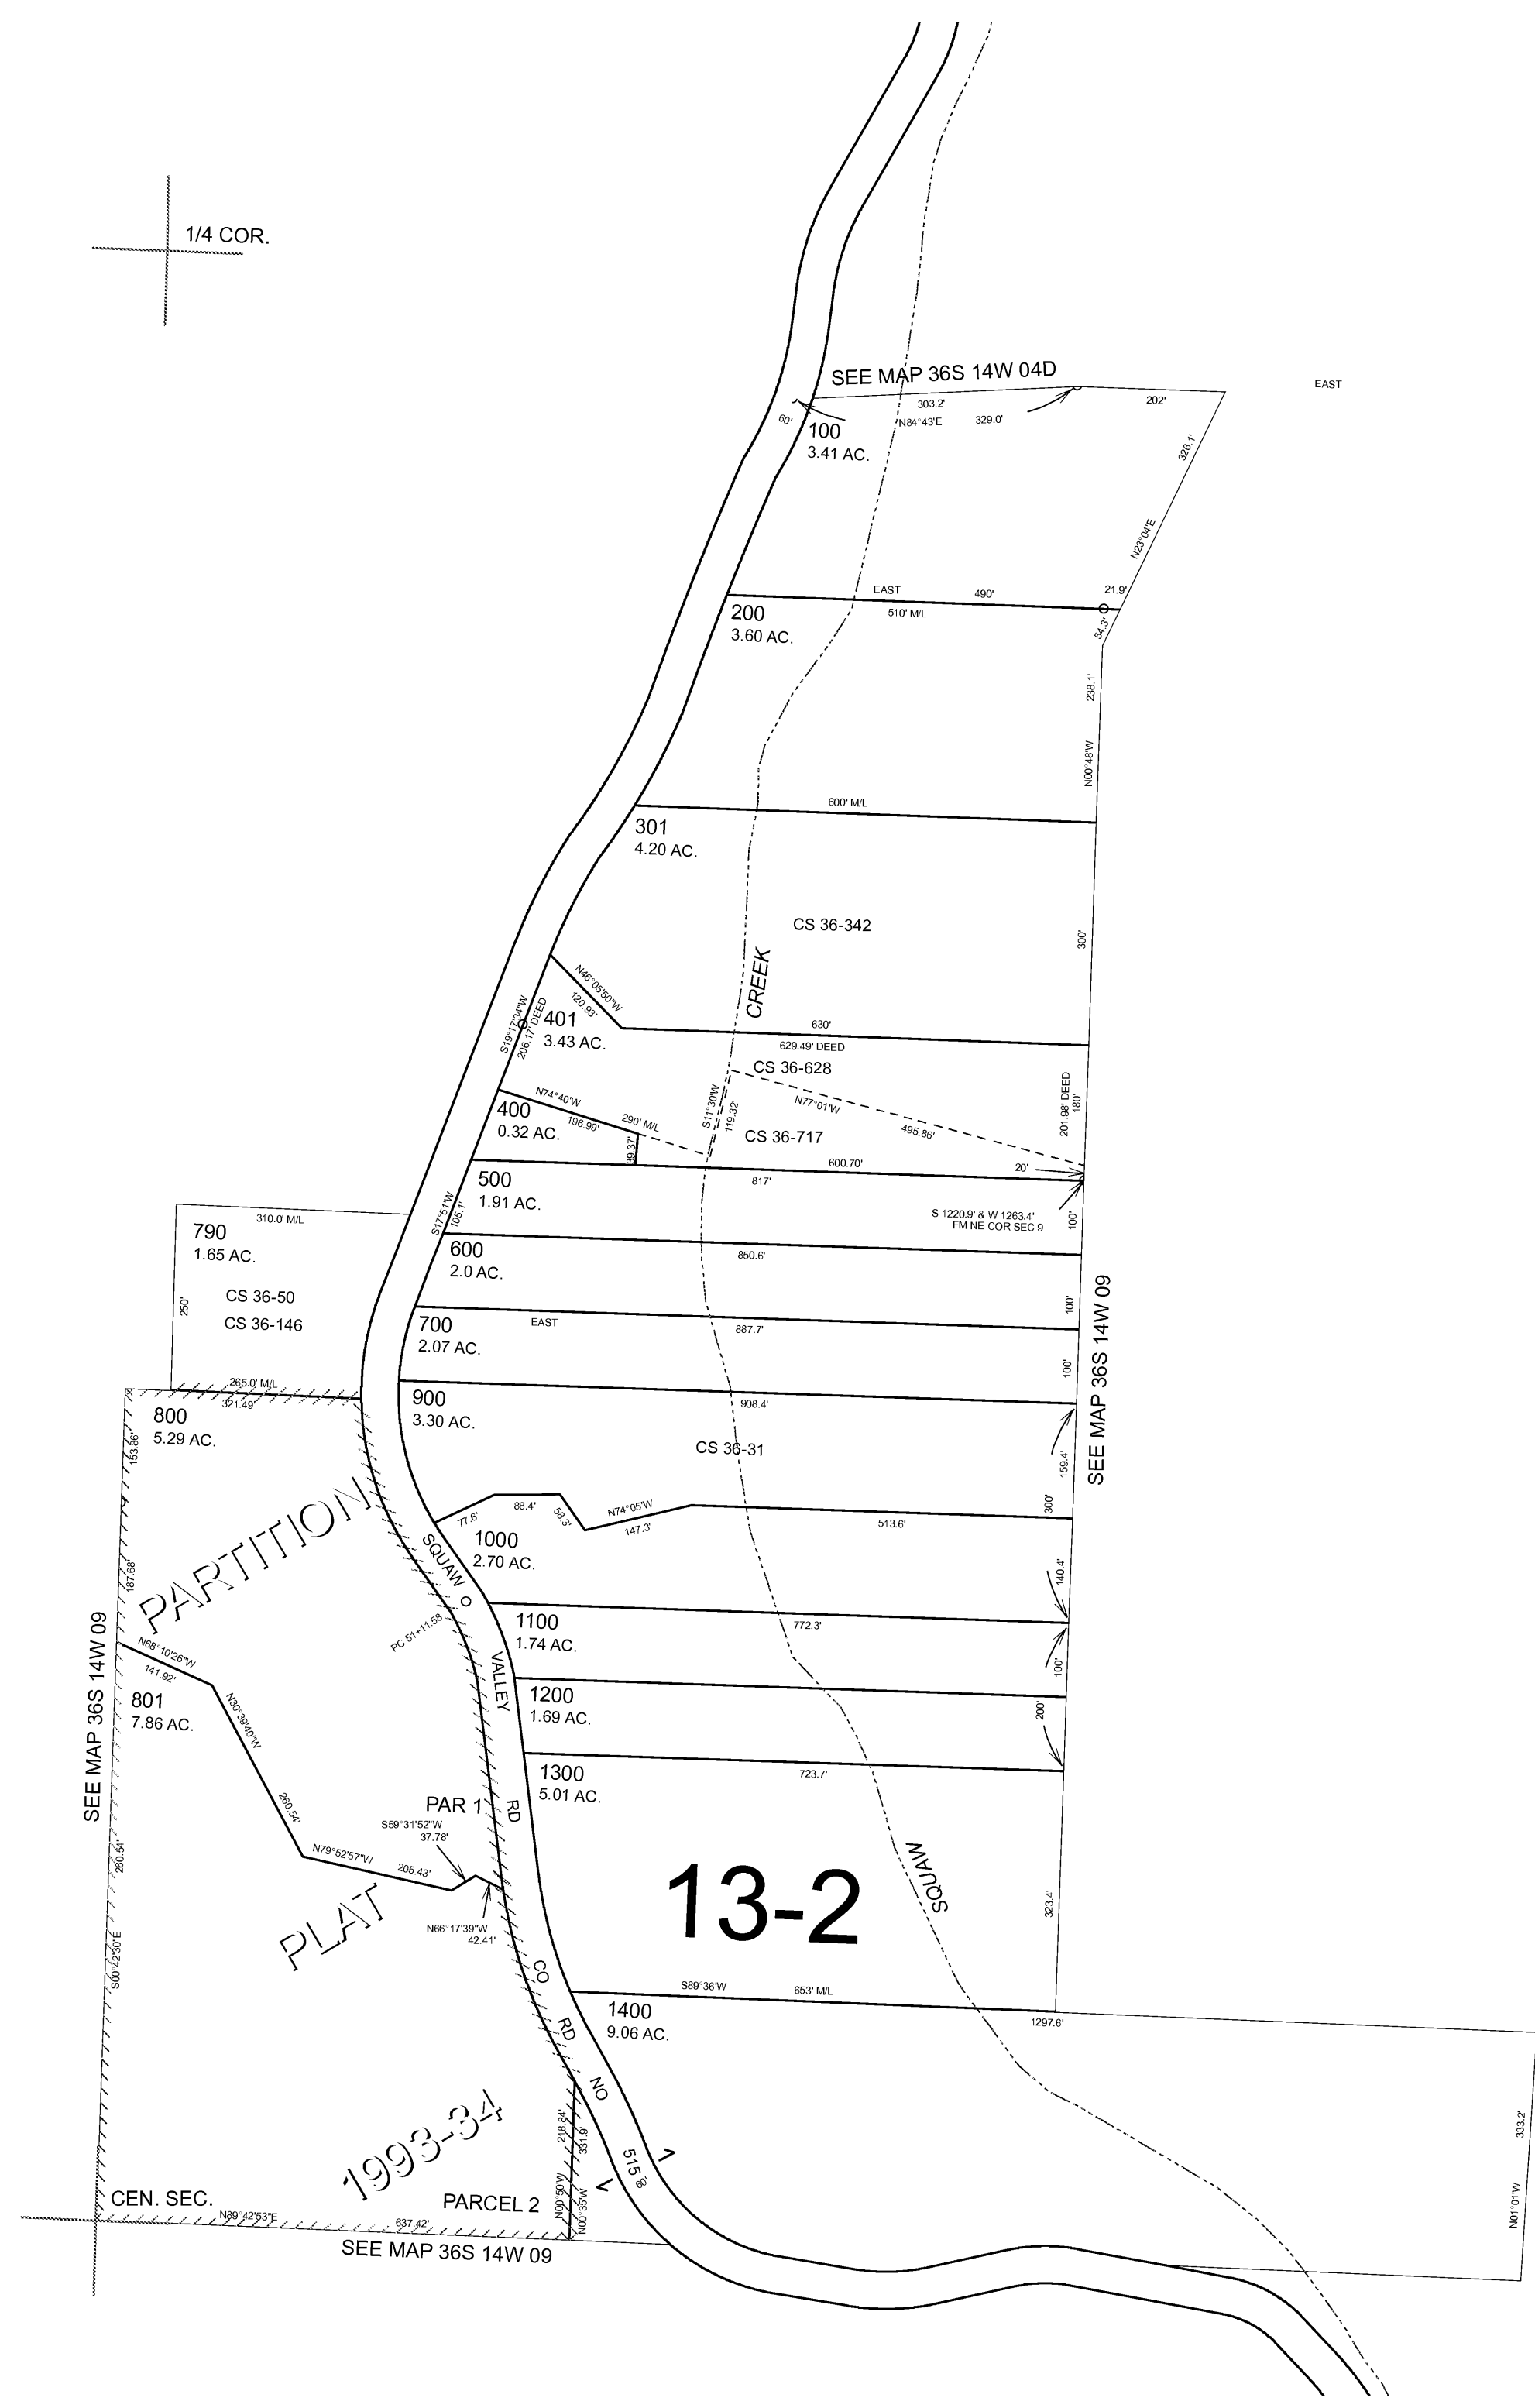 1/4 COR.
SEE MAP 36S 14W 04D
EAST
303.2'
202'
N84°43'E
329.0'
60'
100
3.41 AC.
326.1'
N23°04'E
EAST
490'
21.9'
510' M/L
54.3'
200
3.60 AC.
238.1'
N00°48'W
600' M/L
301
4.20 AC.
CS 36-342
300'
CREEK
N46°05'50"W
120.93'
S19°17'34"W
206.17' DEED
401
3.43 AC.
630'
629.49' DEED
CS 36-628
N74°40'W
196.99'
290' M/L
S11°30'W
119.32'
N77°01'W
495.86'
201.98' DEED
180'
400
0.32 AC.
39.37'
CS 36-717
600.70'
20'
500
1.91 AC.
817'
S 1220.9' & W 1263.4'
FM NE COR SEC 9
100'
S17°51'W
105.1'
310.0' M/L
790
1.65 AC.
CS 36-50
CS 36-146
250'
265.0' M/L
321.49'
600
2.0 AC.
850.6'
100'
700
2.07 AC.
EAST
887.7'
100'
SEE MAP 36S 14W 09
900
3.30 AC.
908.4'
CS 36-31
159.4'
300'
800
5.29 AC.
153.86'
187.68'
PARTITION
77.6'
88.4'
58.3'
N74°05'W
147.3'
513.6'
1000
2.70 AC.
140.4'
SQUAW
PC 51+11.58
1100
1.74 AC.
772.3'
100'
VALLEY
N68°10'26"W
141.92'
801
7.86 AC.
N30°39'40"W
260.54'
SEE MAP 36S 14W 09
1200
1.69 AC.
200'
1300
5.01 AC.
723.7'
RD
PAR 1
S59°31'52"W
37.78'
N79°52'57"W
205.43'
N66°17'39"W
42.41'
260.54'
S00°42'30"E
PLAT
13-2
SQUAW
323.4'
CO
RD
NO
515
60'
S89°36'W
653' M/L
1400
9.06 AC.
1297.6'
333.2'
N01°01'W
1993-34
218.84'
331.9'
N00°50'W
N00°35'W
CEN. SEC.
PARCEL 2
N89°42'53"E
637.42'
SEE MAP 36S 14W 09